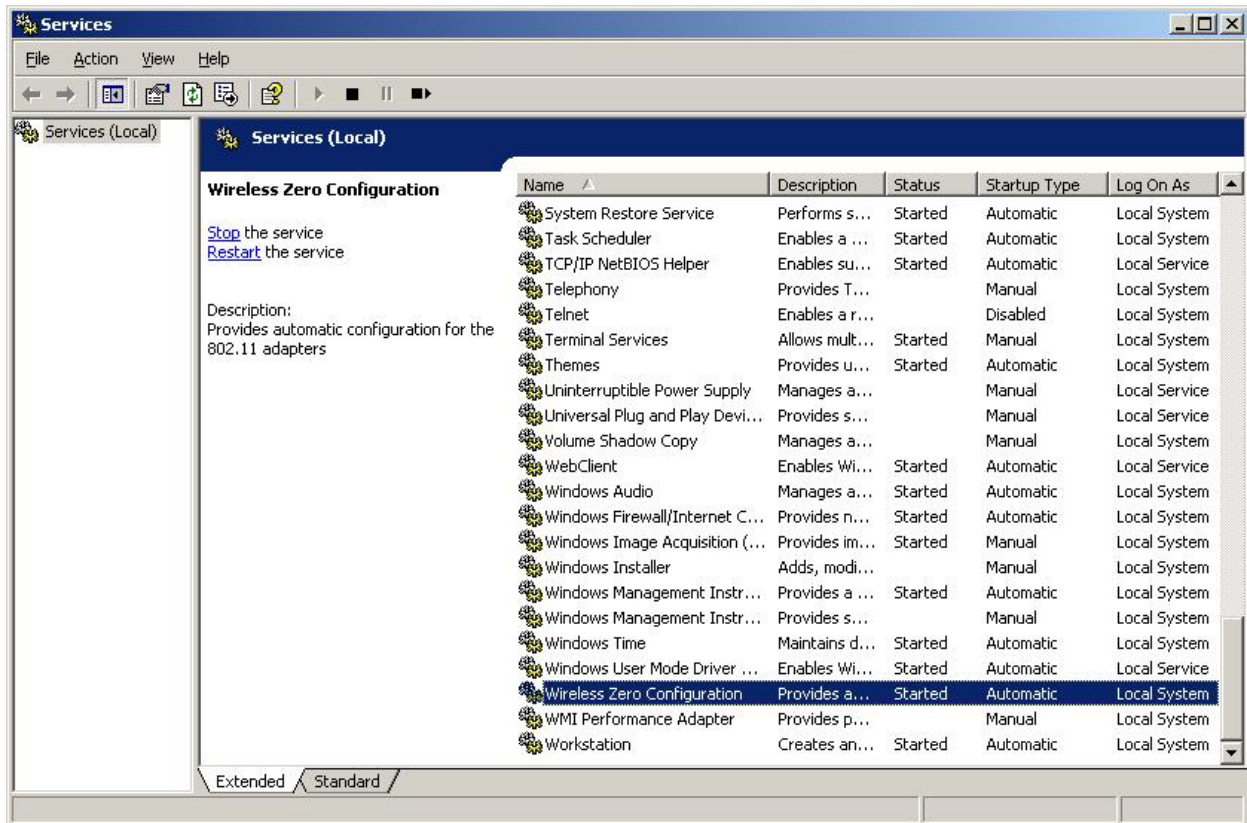 Services
File Action View Help
Services (Local)
Services (Local)
Wireless Zero Configuration
Stop the service
Restart the service
Description:
Provides automatic configuration for the
802.11 adapters
Name Description Status Startup Type Log On As
System Restore Service Performs s... Started Automatic Local System
Task Scheduler Enables a ... Started Automatic Local System
TCP/IP NetBIOS Helper Enables su... Started Automatic Local Service
Telephony Provides T... Manual Local System
Telnet Enables a r... Disabled Local System
Terminal Services Allows mult... Started Manual Local System
Themes Provides u... Started Automatic Local System
Uninterruptible Power Supply Manages a... Manual Local Service
Universal Plug and Play Devi... Provides s... Manual Local Service
Volume Shadow Copy Manages a... Manual Local System
WebClient Enables Wi... Started Automatic Local Service
Windows Audio Manages a... Started Automatic Local System
Windows Firewall/Internet C... Provides n... Started Automatic Local System
Windows Image Acquisition (... Provides im... Started Manual Local System
Windows Installer Adds, modi... Manual Local System
Windows Management Instr... Provides a ... Started Automatic Local System
Windows Management Instr... Provides s... Manual Local System
Windows Time Maintains d... Started Automatic Local System
Windows User Mode Driver ... Enables Wi... Started Automatic Local Service
Wireless Zero Configuration Provides a... Started Automatic Local System
WMI Performance Adapter Provides p... Manual Local System
Workstation Creates an... Started Automatic Local System
Extended Standard